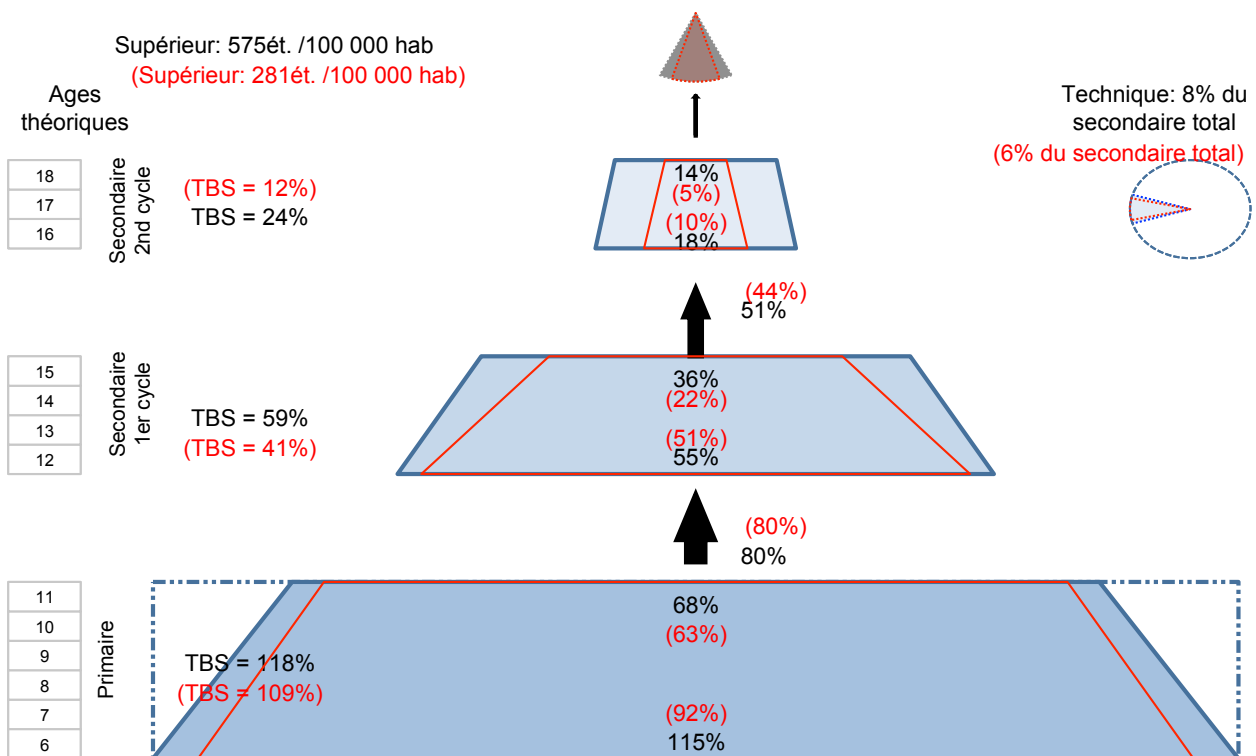 Supérieur: 575ét. /100 000 hab
(Supérieur: 281ét. /100 000 hab)
Ages
théoriques
Technique: 8% du
secondaire total
(6% du secondaire total)
18
17
16
Secondaire
2nd cycle
(TBS = 12%)
TBS = 24%
14%
(5%)
(10%)
18%
(44%)
51%
15
14
13
12
Secondaire
1er cycle
TBS = 59%
(TBS = 41%)
36%
(22%)
(51%)
55%
(80%)
80%
11
10
9
8
7
6
Primaire
TBS = 118%
(TBS = 109%)
68%
(63%)
(92%)
115%